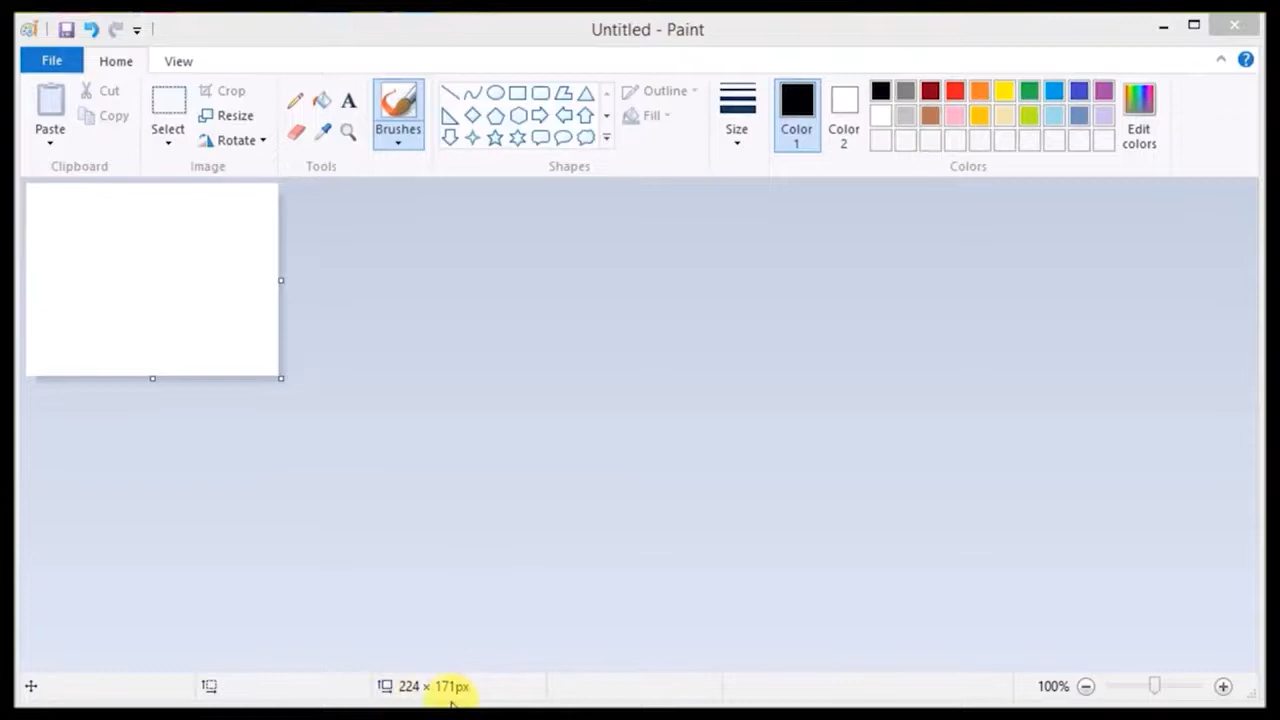 Untitled - Paint
File Home View
Paste
Cut
Copy
Clipboard
Select
Crop
Resize
Rotate
Image
A
Tools
Brushes
Outline
Fill
Shapes
Size
Color 1
Color 2
Edit colors
Colors
224 × 171px
100%